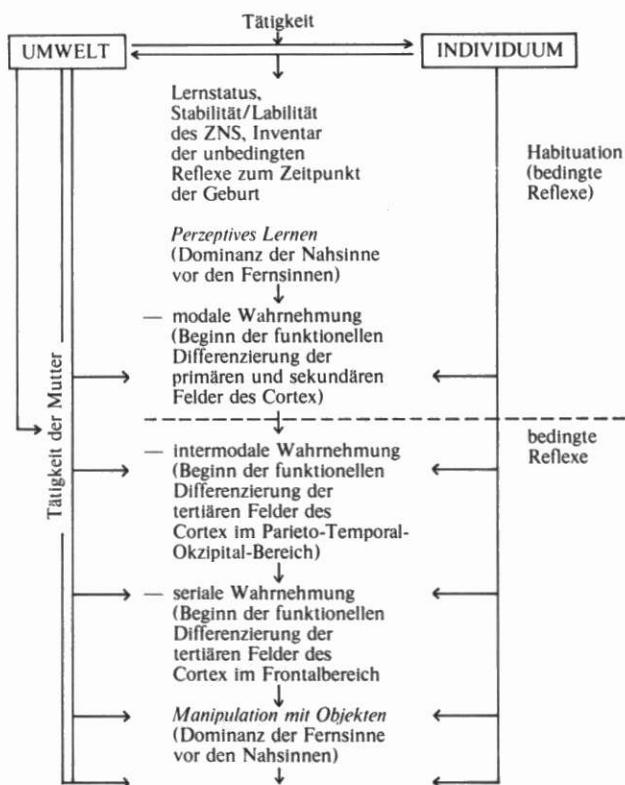 Tätigkeit
UMWELT
INDIVIDUUM
Lernstatus,
Stabilität/Labilität
des ZNS, Inventar
der unbedingten
Reflexe zum Zeitpunkt
der Geburt
Habituation
(bedingte
Reflexe)
Perzeptives Lernen
(Dominanz der Nahsinne
vor den Fernsinnen)
— modale Wahrnehmung
(Beginn der funktionellen
Differenzierung der
primären und sekundären
Felder des Cortex)
Tätigkeit der Mutter
bedingte
Reflexe
— intermodale Wahrnehmung
(Beginn der funktionellen
Differenzierung der
tertiären Felder des
Cortex im Parieto-Temporal-
Okzipital-Bereich)
— seriale Wahrnehmung
(Beginn der funktionellen
Differenzierung der
tertiären Felder des
Cortex im Frontalbereich
Manipulation mit Objekten
(Dominanz der Fernsinne
vor den Nahsinnen)